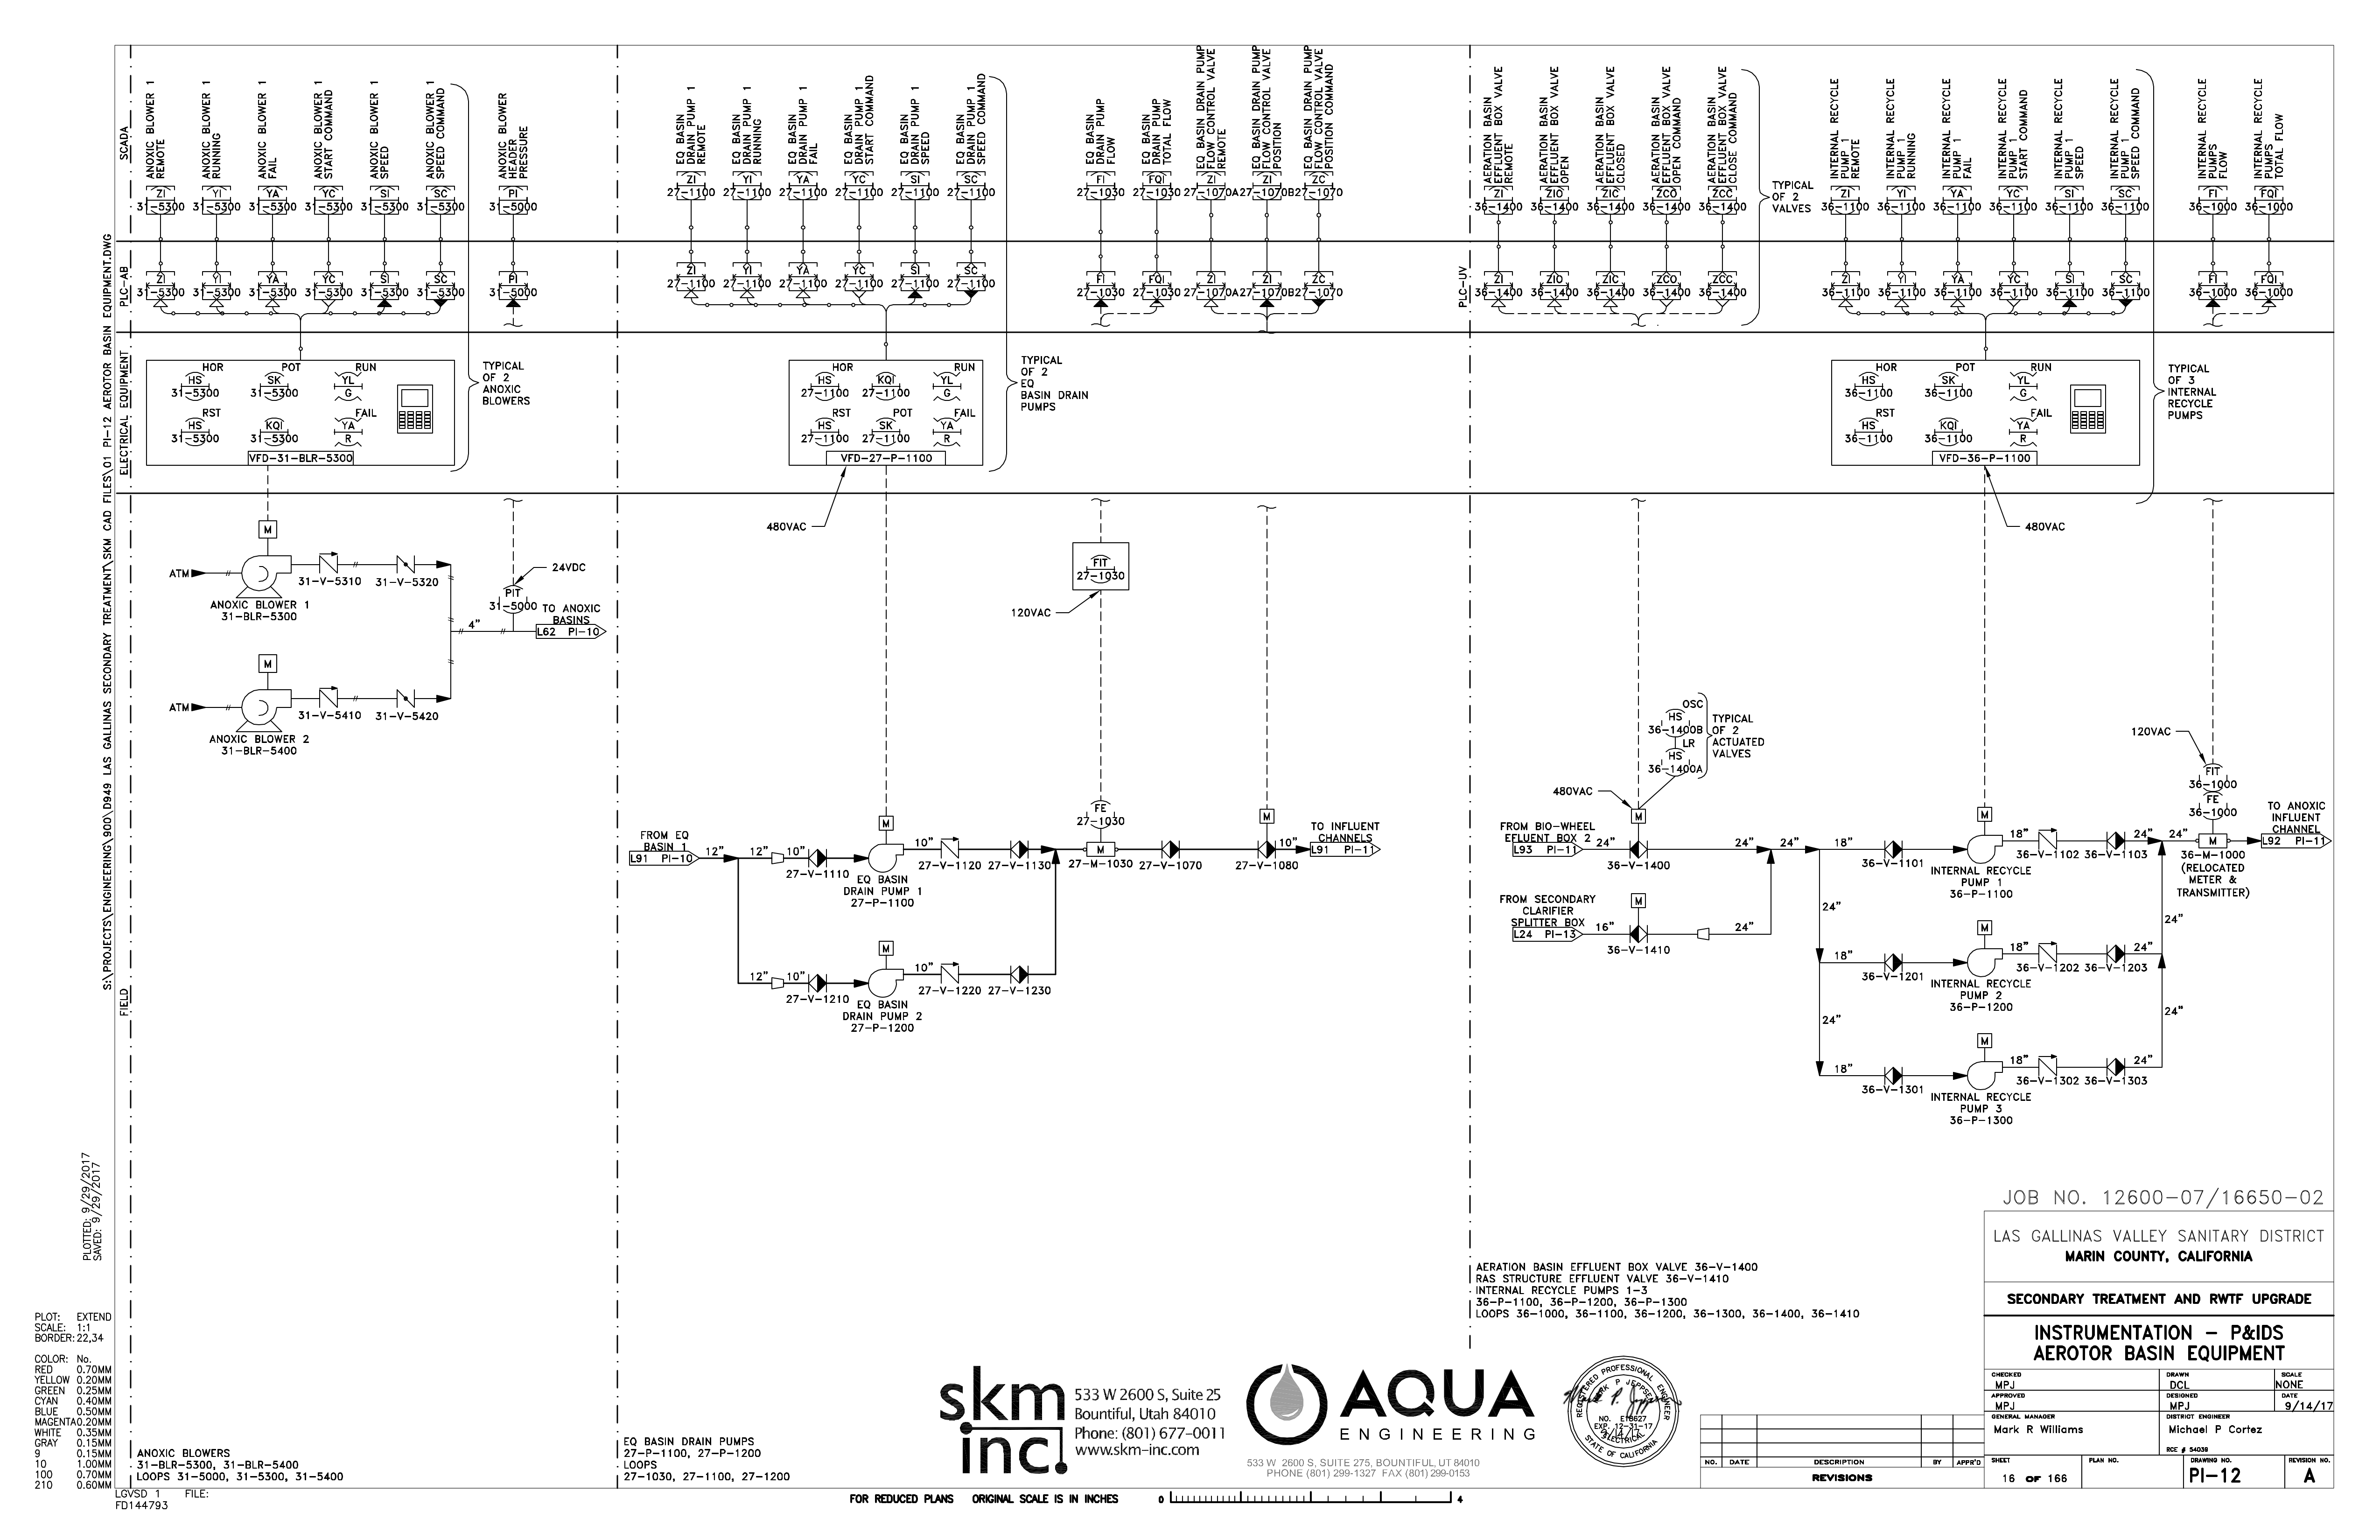 SCADA
PLC-AB
ELECTRICAL EQUIPMENT
FIELD
PLC-UV
S:\PROJECTS\ENGINEERING\900\D949 LAS GALLINAS SECONDARY TREATMENT\SKM CAD FILES\01 PI-12 AEROTOR BASIN EQUIPMENT.DWG
PLOTTED: 9/29/2017
SAVED: 9/29/2017
ANOXIC BLOWER 1
REMOTE
ANOXIC BLOWER 1
RUNNING
ANOXIC BLOWER 1
FAIL
ANOXIC BLOWER 1
START COMMAND
ANOXIC BLOWER 1
SPEED
ANOXIC BLOWER 1
SPEED COMMAND
ANOXIC BLOWER
HEADER
PRESSURE
ZI
31-5300
YI
31-5300
YA
31-5300
YC
31-5300
SI
31-5300
SC
31-5300
PI
31-5000
ZI
31-5300
YI
31-5300
YA
31-5300
YC
31-5300
SI
31-5300
SC
31-5300
PI
31-5000
HOR
HS
31-5300
POT
SK
31-5300
RUN
YL
G
RST
HS
31-5300
KQI
31-5300
FAIL
YA
R
VFD-31-BLR-5300
TYPICAL
OF 2
ANOXIC
BLOWERS
M
ATM
31-V-5310
31-V-5320
ANOXIC BLOWER 1
31-BLR-5300
24VDC
PIT
31-5000
TO ANOXIC
BASINS
L62 PI-10
4"
M
ATM
31-V-5410
31-V-5420
ANOXIC BLOWER 2
31-BLR-5400
ANOXIC BLOWERS
31-BLR-5300, 31-BLR-5400
LOOPS 31-5000, 31-5300, 31-5400
EQ BASIN
DRAIN PUMP 1
REMOTE
EQ BASIN
DRAIN PUMP 1
RUNNING
EQ BASIN
DRAIN PUMP 1
FAIL
EQ BASIN
DRAIN PUMP 1
START COMMAND
EQ BASIN
DRAIN PUMP 1
SPEED
EQ BASIN
DRAIN PUMP 1
SPEED COMMAND
EQ BASIN
DRAIN PUMP
FLOW
EQ BASIN
DRAIN PUMP
TOTAL FLOW
EQ BASIN DRAIN PUMP
FLOW CONTROL VALVE
REMOTE
EQ BASIN DRAIN PUMP
FLOW CONTROL VALVE
POSITION
EQ BASIN DRAIN PUMP
FLOW CONTROL VALVE
POSITION COMMAND
ZI
27-1100
YI
27-1100
YA
27-1100
YC
27-1100
SI
27-1100
SC
27-1100
FI
27-1030
FQI
27-1030
ZI
27-1070A
ZI
27-1070B
ZC
27-1070
ZI
27-1100
YI
27-1100
YA
27-1100
YC
27-1100
SI
27-1100
SC
27-1100
FI
27-1030
FQI
27-1030
ZI
27-1070A
ZI
27-1070B
ZC
27-1070
HOR
HS
27-1100
KQI
27-1100
RUN
YL
G
RST
HS
27-1100
POT
SK
27-1100
FAIL
YA
R
VFD-27-P-1100
TYPICAL
OF 2
EQ
BASIN DRAIN
PUMPS
480VAC
FIT
27-1030
120VAC
FROM EQ
BASIN 1
L91 PI-10
12"
12"
10"
27-V-1110
M
EQ BASIN
DRAIN PUMP 1
27-P-1100
10"
27-V-1120
27-V-1130
FE
27-1030
M
27-M-1030
27-V-1070
M
27-V-1080
10"
TO INFLUENT
CHANNELS
L91 PI-11
12"
10"
27-V-1210
M
EQ BASIN
DRAIN PUMP 2
27-P-1200
10"
27-V-1220
27-V-1230
EQ BASIN DRAIN PUMPS
27-P-1100, 27-P-1200
LOOPS
27-1030, 27-1100, 27-1200
AERATION BASIN
EFFLUENT BOX VALVE
REMOTE
AERATION BASIN
EFFLUENT BOX VALVE
OPEN
AERATION BASIN
EFFLUENT BOX VALVE
CLOSED
AERATION BASIN
EFFLUENT BOX VALVE
OPEN COMMAND
AERATION BASIN
EFFLUENT BOX VALVE
CLOSE COMMAND
TYPICAL
OF 2
VALVES
INTERNAL RECYCLE
PUMP 1
REMOTE
INTERNAL RECYCLE
PUMP 1
RUNNING
INTERNAL RECYCLE
PUMP 1
FAIL
INTERNAL RECYCLE
PUMP 1
START COMMAND
INTERNAL RECYCLE
PUMP 1
SPEED
INTERNAL RECYCLE
PUMP 1
SPEED COMMAND
INTERNAL RECYCLE
PUMPS
FLOW
INTERNAL RECYCLE
PUMPS
TOTAL FLOW
ZI
36-1400
ZIO
36-1400
ZIC
36-1400
ZCO
36-1400
ZCC
36-1400
ZI
36-1100
YI
36-1100
YA
36-1100
YC
36-1100
SI
36-1100
SC
36-1100
FI
36-1000
FQI
36-1000
ZI
36-1400
ZIO
36-1400
ZIC
36-1400
ZCO
36-1400
ZCC
36-1400
ZI
36-1100
YI
36-1100
YA
36-1100
YC
36-1100
SI
36-1100
SC
36-1100
FI
36-1000
FQI
36-1000
HOR
HS
36-1100
POT
SK
36-1100
RUN
YL
G
RST
HS
36-1100
KQI
36-1100
FAIL
YA
R
VFD-36-P-1100
TYPICAL
OF 3
INTERNAL
RECYCLE
PUMPS
480VAC
OSC
HS
36-1400B
LR
HS
36-1400A
TYPICAL
OF 2
ACTUATED
VALVES
480VAC
M
FROM BIO-WHEEL
EFLUENT BOX 2
L93 PI-11
24"
36-V-1400
24"
24"
FROM SECONDARY
CLARIFIER
SPLITTER BOX
L24 PI-13
16"
M
36-V-1410
24"
18"
36-V-1101
M
INTERNAL RECYCLE
PUMP 1
36-P-1100
18"
36-V-1102
36-V-1103
24"
24"
120VAC
FIT
36-1000
FE
36-1000
M
36-M-1000
(RELOCATED
METER &
TRANSMITTER)
TO ANOXIC
INFLUENT
CHANNEL
L92 PI-11
24"
18"
36-V-1201
M
INTERNAL RECYCLE
PUMP 2
36-P-1200
18"
36-V-1202
36-V-1203
24"
24"
24"
18"
36-V-1301
M
INTERNAL RECYCLE
PUMP 3
36-P-1300
18"
36-V-1302
36-V-1303
24"
24"
AERATION BASIN EFFLUENT BOX VALVE 36-V-1400
RAS STRUCTURE EFFLUENT VALVE 36-V-1410
INTERNAL RECYCLE PUMPS 1-3
36-P-1100, 36-P-1200, 36-P-1300
LOOPS 36-1000, 36-1100, 36-1200, 36-1300, 36-1400, 36-1410
PLOT: EXTEND
SCALE: 1:1
BORDER: 22,34
COLOR: No.
RED 0.70MM
YELLOW 0.20MM
GREEN 0.25MM
CYAN 0.40MM
BLUE 0.50MM
MAGENTA 0.20MM
WHITE 0.35MM
GRAY 0.15MM
9 0.15MM
10 1.00MM
100 0.70MM
210 0.60MM
LGVSD 1 FILE:
FD144793
skm
inc.
533 W 2600 S, Suite 25
Bountiful, Utah 84010
Phone: (801) 677-0011
www.skm-inc.com
AQUA
ENGINEERING
533 W 2600 S, SUITE 275, BOUNTIFUL, UT 84010
PHONE (801) 299-1327 FAX (801) 299-0153
REGISTERED PROFESSIONAL ENGINEER
MARK P JEPPSEN
NO. E18627
EXP. 12-31-17
ELECTRICAL
STATE OF CALIFORNIA
FOR REDUCED PLANS ORIGINAL SCALE IS IN INCHES 0 4
JOB NO. 12600-07/16650-02
LAS GALLINAS VALLEY SANITARY DISTRICT
MARIN COUNTY, CALIFORNIA
SECONDARY TREATMENT AND RWTF UPGRADE
INSTRUMENTATION - P&IDS
AEROTOR BASIN EQUIPMENT
CHECKED
MPJ
DRAWN
DCL
SCALE
NONE
APPROVED
MPJ
DESIGNED
MPJ
DATE
9/14/17
GENERAL MANAGER
Mark R Williams
DISTRICT ENGINEER
Michael P Cortez
RCE # 54039
NO. DATE DESCRIPTION BY APPR'D
REVISIONS
SHEET
16 OF 166
PLAN NO.
DRAWING NO.
PI-12
REVISION NO.
A